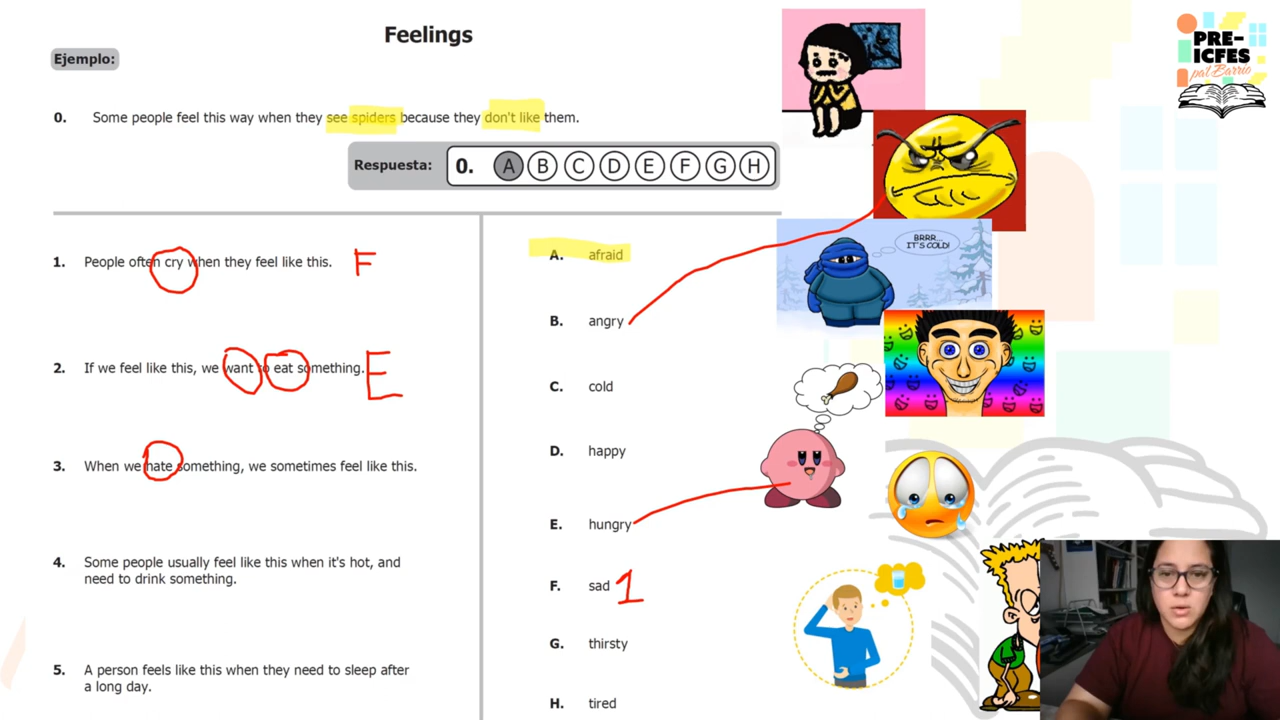 Feelings
Ejemplo:
0. Some people feel this way when they see spiders because they don't like them.
Respuesta: 0. A B C D E F G H
1. People often cry when they feel like this. F
2. If we feel like this, we want to eat something. E
3. When we hate something, we sometimes feel like this.
4. Some people usually feel like this when it's hot, and
need to drink something.
5. A person feels like this when they need to sleep after
a long day.
A. afraid
B. angry
C. cold
D. happy
E. hungry
F. sad 1
G. thirsty
H. tired
BRRR...
IT'S COLD!
PRE-
ICFES
pal Barrio